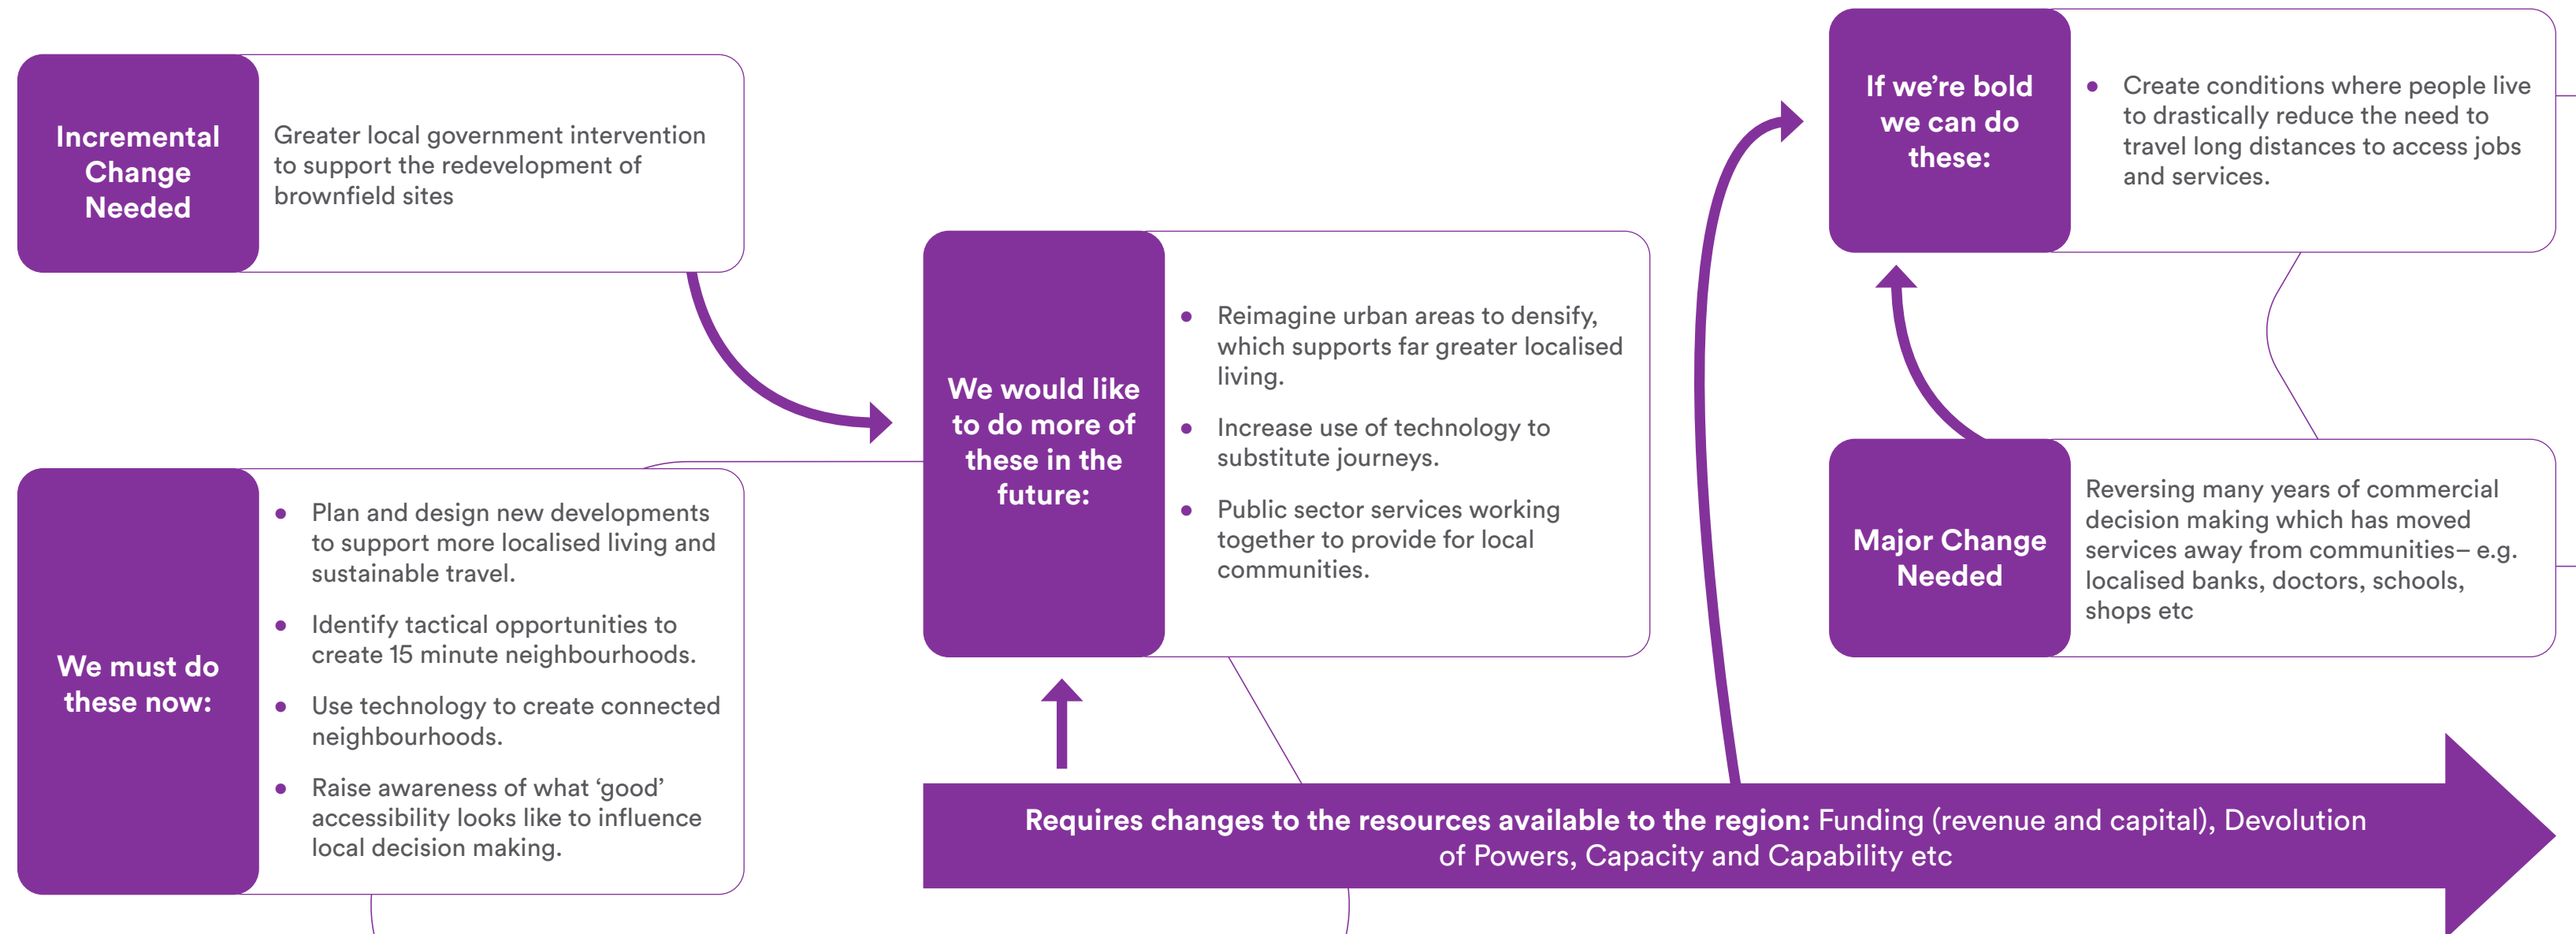 Incremental
Change
Needed
Greater local government intervention
to support the redevelopment of
brownfield sites
We must do
these now:
● Plan and design new developments
to support more localised living and
sustainable travel.
● Identify tactical opportunities to
create 15 minute neighbourhoods.
● Use technology to create connected
neighbourhoods.
● Raise awareness of what ‘good’
accessibility looks like to influence
local decision making.
We would like
to do more of
these in the
future:
● Reimagine urban areas to densify,
which supports far greater localised
living.
● Increase use of technology to
substitute journeys.
● Public sector services working
together to provide for local
communities.
If we’re bold
we can do
these:
● Create conditions where people live
to drastically reduce the need to
travel long distances to access jobs
and services.
Major Change
Needed
Reversing many years of commercial
decision making which has moved
services away from communities– e.g.
localised banks, doctors, schools,
shops etc
Requires changes to the resources available to the region: Funding (revenue and capital), Devolution
of Powers, Capacity and Capability etc